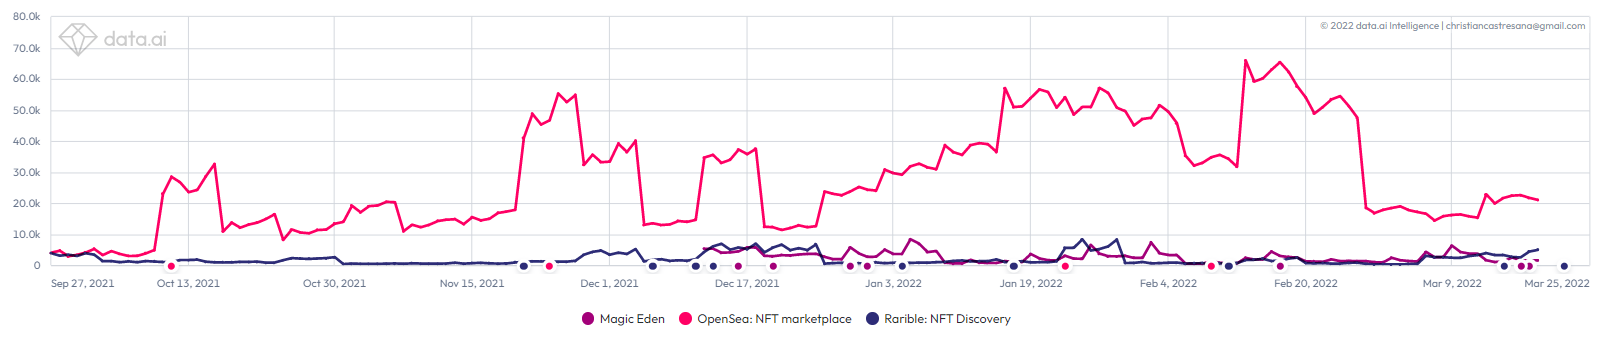 80.0k
© 2022 data.ai Intelligence | christiancastresana@gmail.com
data.ai
70.0k
60.0k
50.0k
40.0k
30.0k
20.0k
10.0k
0
Sep 27, 2021 Oct 13, 2021 Oct 30, 2021 Nov 15, 2021 Dec 1, 2021 Dec 17, 2021 Jan 3, 2022 Jan 19, 2022 Feb 4, 2022 Feb 20, 2022 Mar 9, 2022 Mar 25, 2022
Magic Eden OpenSea: NFT marketplace Rarible: NFT Discovery